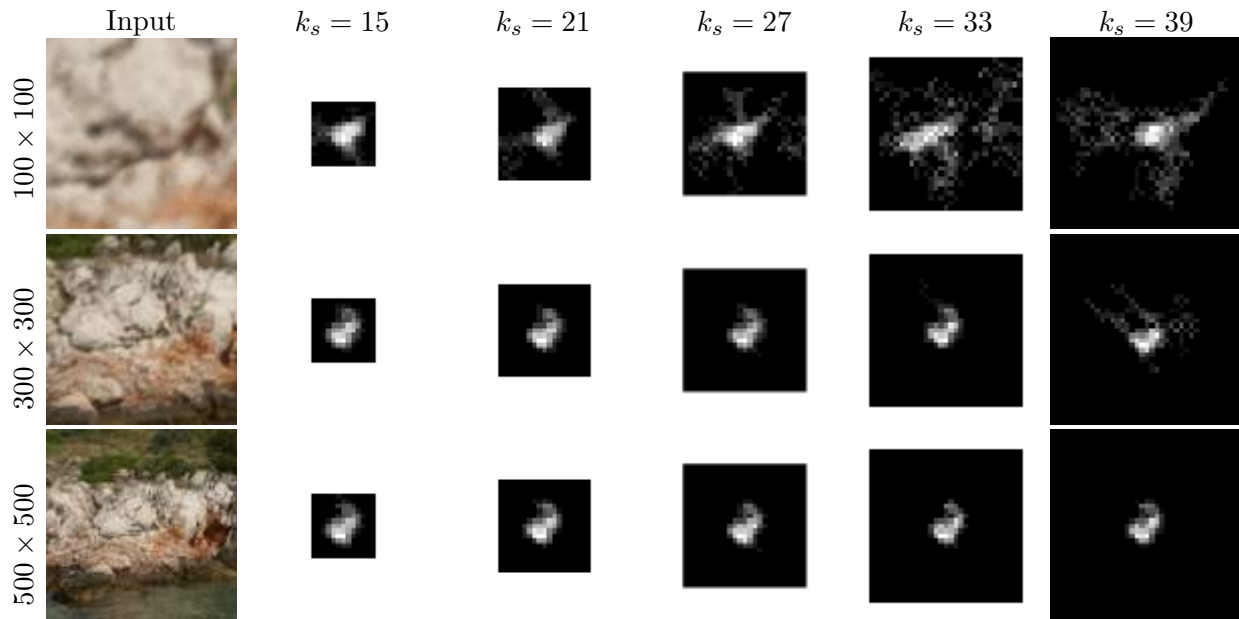 Input k_s = 15 k_s = 21 k_s = 27 k_s = 33 k_s = 39
100 × 100
300 × 300
500 × 500